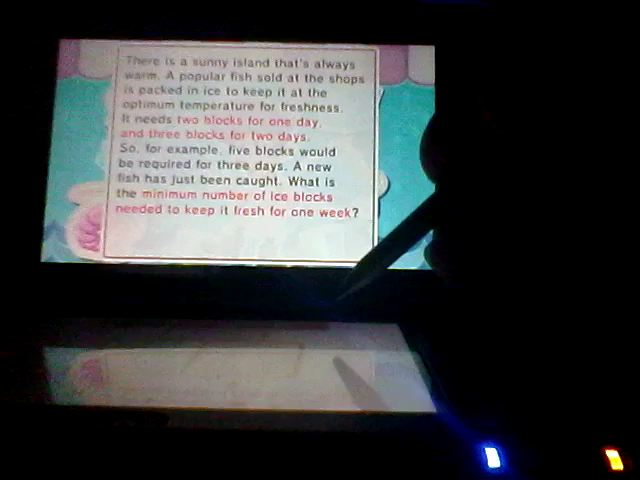 There is a sunny island that's always
warm. A popular fish sold at the shops
is packed in ice to keep it at the
optimum temperature for freshness.
It needs two blocks for one day,
and three blocks for two days.
So, for example, five blocks would
be required for three days. A new
fish has just been caught. What is
the minimum number of ice blocks
needed to keep it fresh for one week?